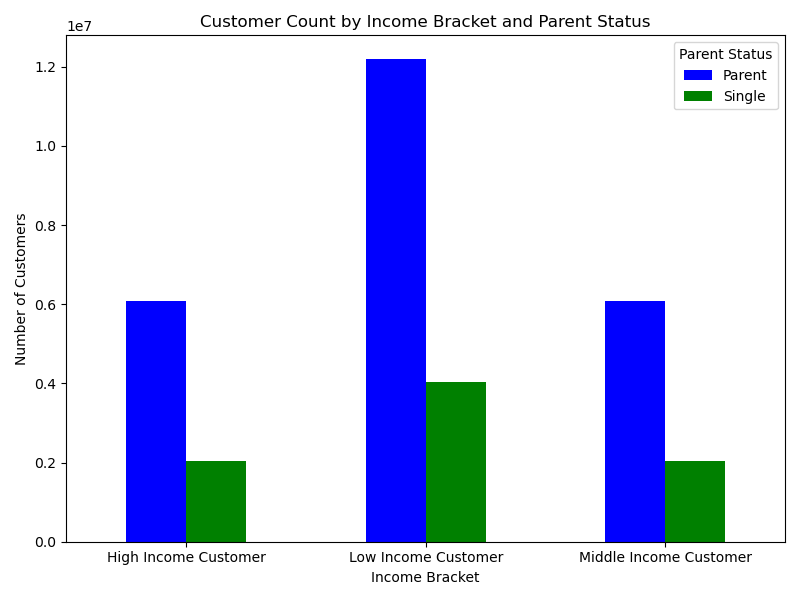 Customer Count by Income Bracket and Parent Status
1e7
Parent Status
Parent
Single
1.2
1.0
0.8
0.6
0.4
0.2
0.0
Number of Customers
High Income Customer
Low Income Customer
Middle Income Customer
Income Bracket